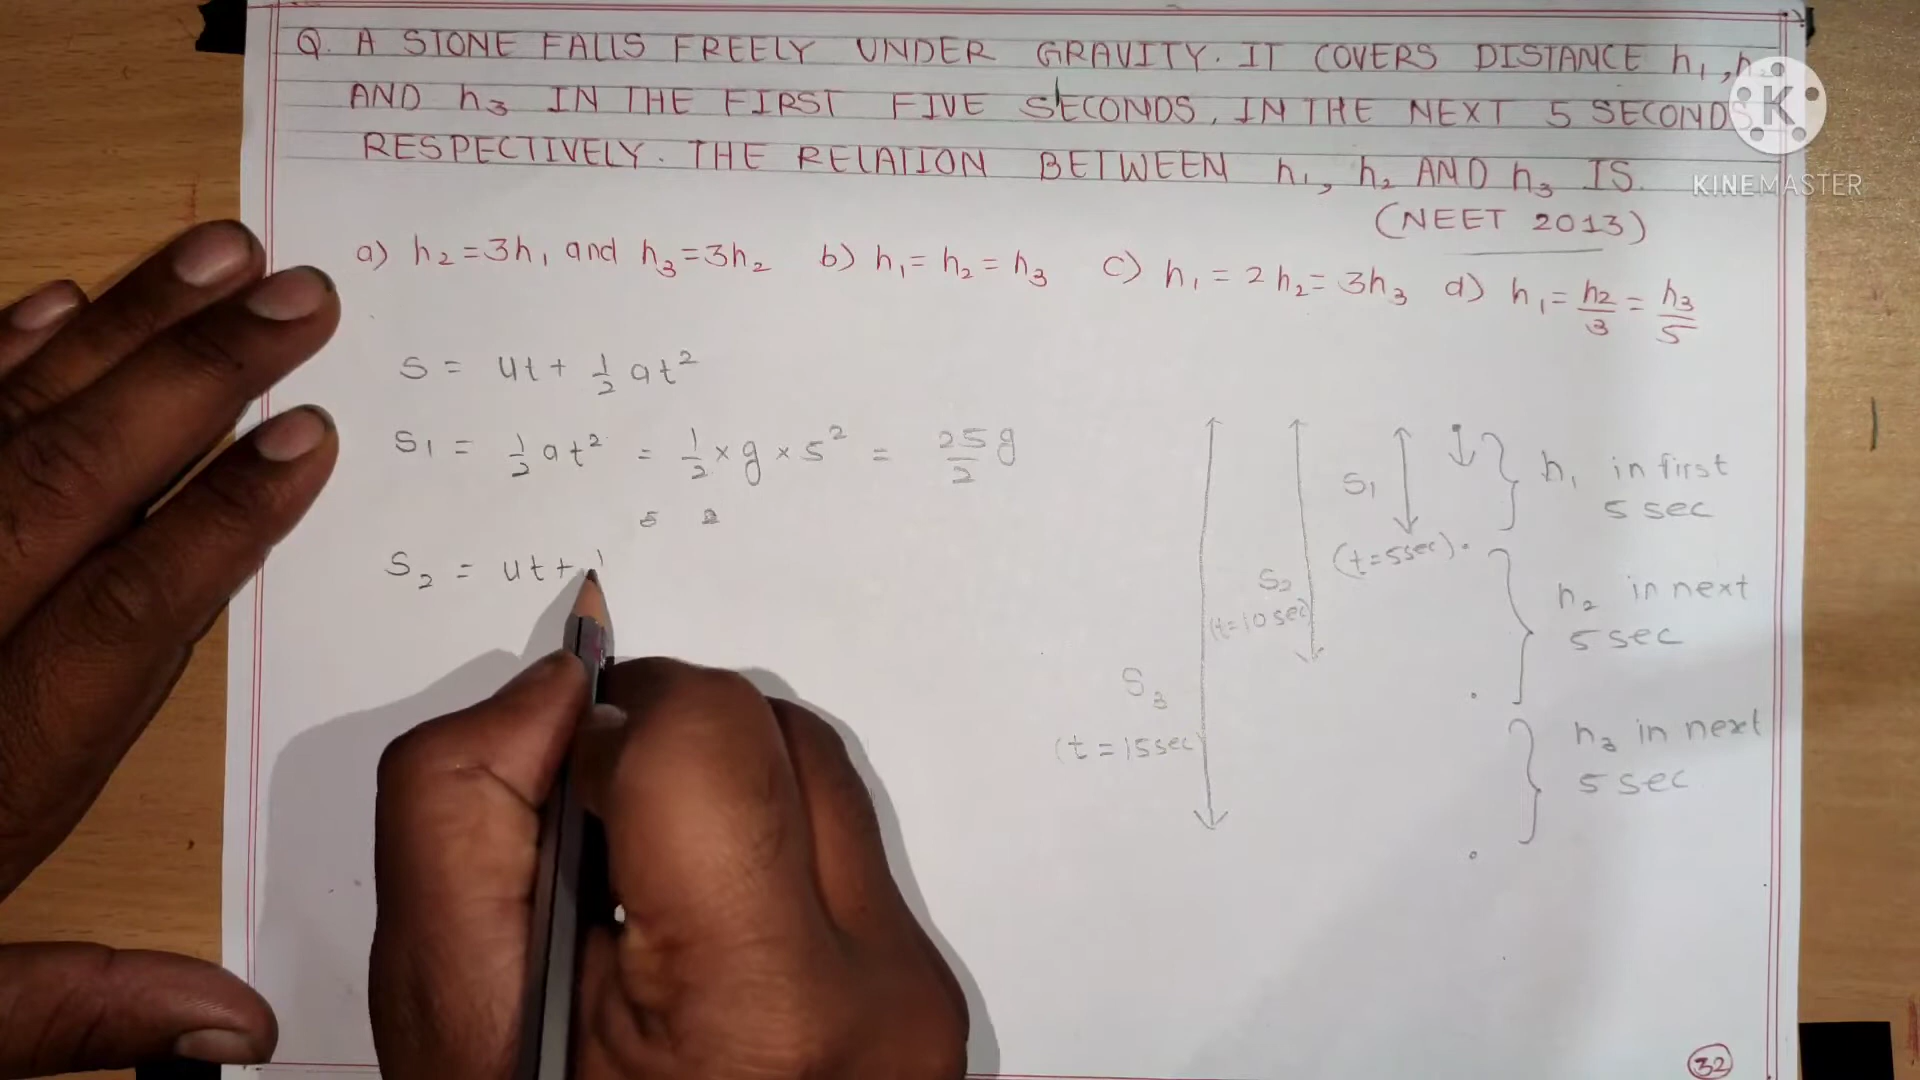 Q. A STONE FALLS FREELY UNDER GRAVITY. IT COVERS DISTANCE h₁, h₂
AND h₃ IN THE FIRST FIVE SECONDS, IN THE NEXT 5 SECONDS
RESPECTIVELY. THE RELATION BETWEEN h₁, h₂ AND h₃ IS.
KINEMASTER
(NEET 2013)
a) h₂ = 3h₁ and h₃ = 3h₂ b) h₁ = h₂ = h₃ c) h₁ = 2h₂ = 3h₃ d) h₁ = h₂/3 = h₃/5
S = ut + 1/2 at²
S₁ = 1/2 at² = 1/2 × g × 5² = 25/2 g
S₂ = ut +
S₁
(t=5sec)
S₂
(t=10sec)
S₃
(t=15sec)
h₁ in first
5 sec
h₂ in next
5 sec
h₃ in next
5 sec
32